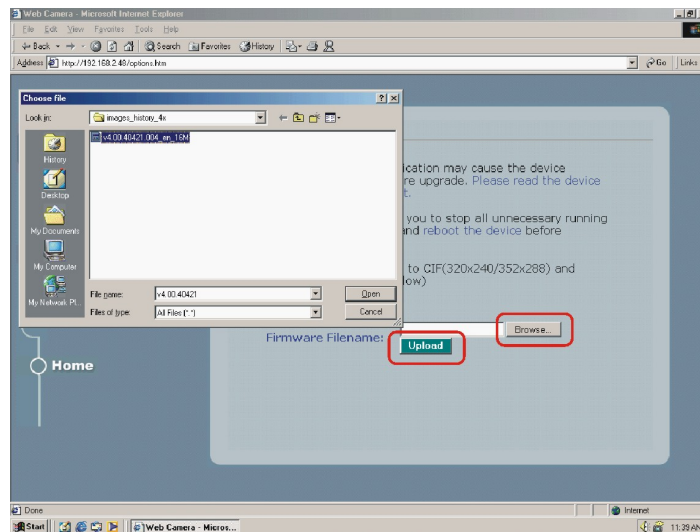 Web Camera - Microsoft Internet Explorer
File Edit View Favorites Tools Help
Back Search Favorites History
Address http://192.168.2.48/options.htm Go Links
Choose file
Look in: images_history_4x
v4.00.40421.004_en_16M
History
Desktop
My Documents
My Computer
My Network Pl...
File name: v4.00.40421 Open
Files of type: All Files (*.*) Cancel
ication may cause the device
re upgrade. Please read the device
t.
you to stop all unnecessary running
and reboot the device before
to CIF(320x240/352x288) and
low)
Firmware Filename: Browse...
Upload
Home
Done Internet
Start Web Camera - Micros... 11:39 AM